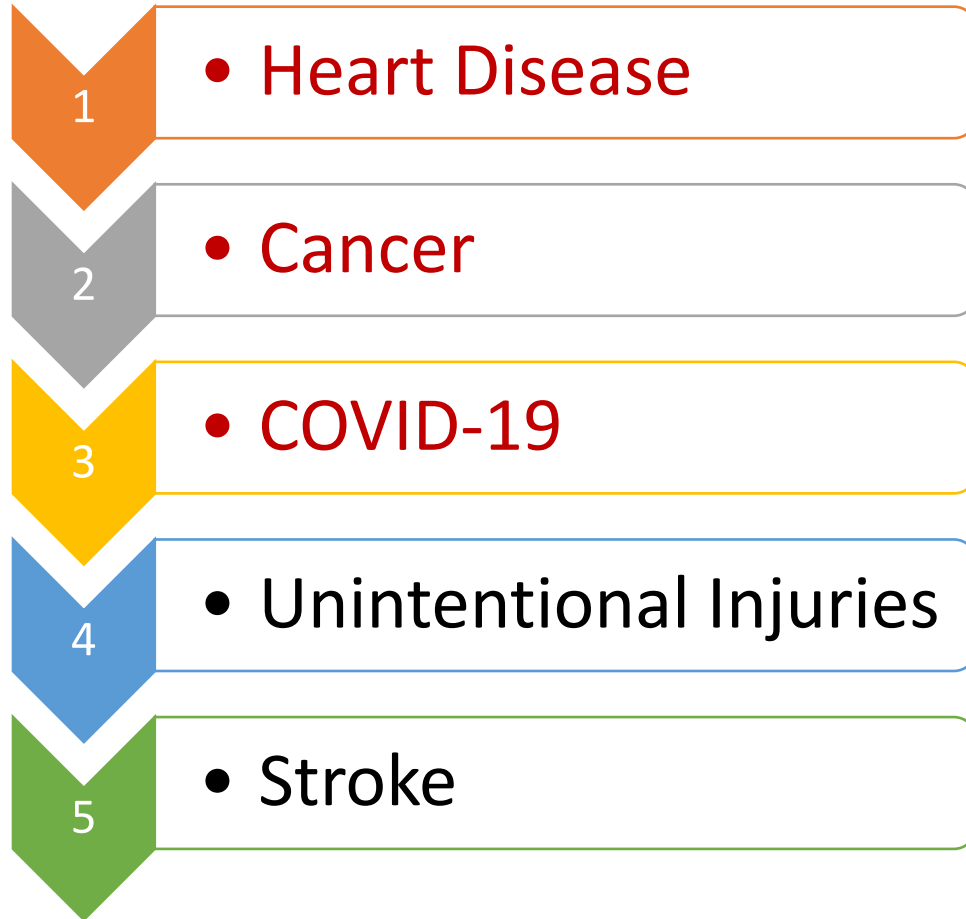 1
• Heart Disease
2
• Cancer
3
• COVID-19
4
• Unintentional Injuries
5
• Stroke